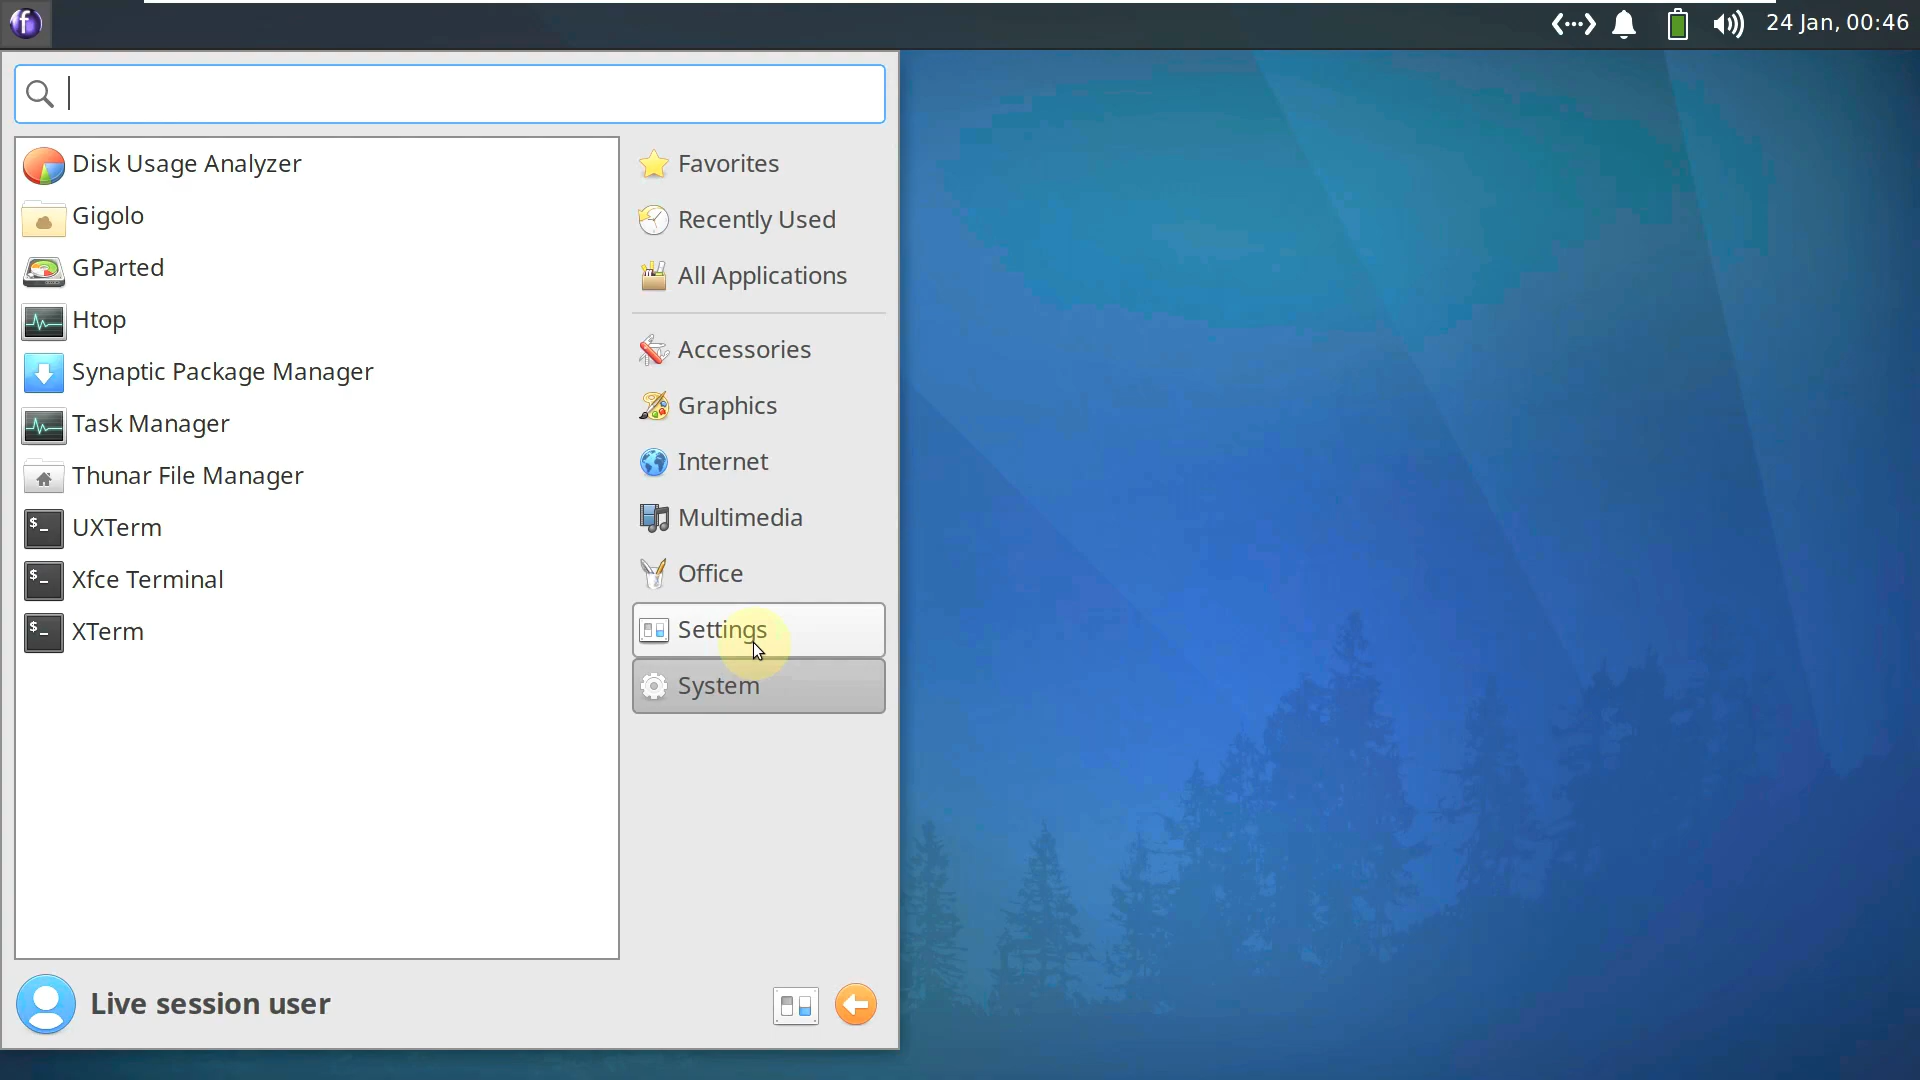 24 Jan, 00:46
Disk Usage Analyzer
Gigolo
GParted
Htop
Synaptic Package Manager
Task Manager
Thunar File Manager
UXTerm
Xfce Terminal
XTerm
Favorites
Recently Used
All Applications
Accessories
Graphics
Internet
Multimedia
Office
Settings
System
Live session user